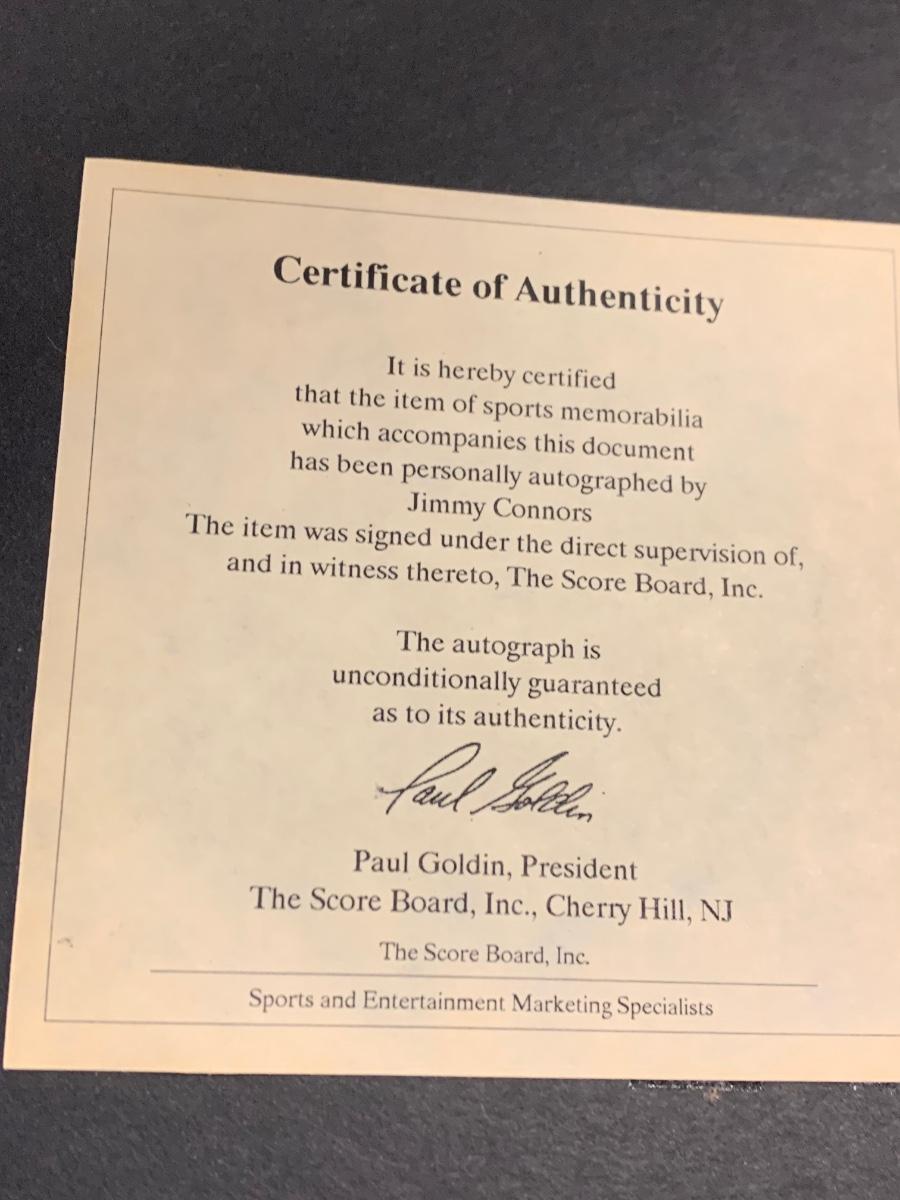 Certificate of Authenticity
It is hereby certified
that the item of sports memorabilia
which accompanies this document
has been personally autographed by
Jimmy Connors
The item was signed under the direct supervision of,
and in witness thereto, The Score Board, Inc.
The autograph is
unconditionally guaranteed
as to its authenticity.
Paul Goldin
Paul Goldin, President
The Score Board, Inc., Cherry Hill, NJ
The Score Board, Inc.
Sports and Entertainment Marketing Specialists